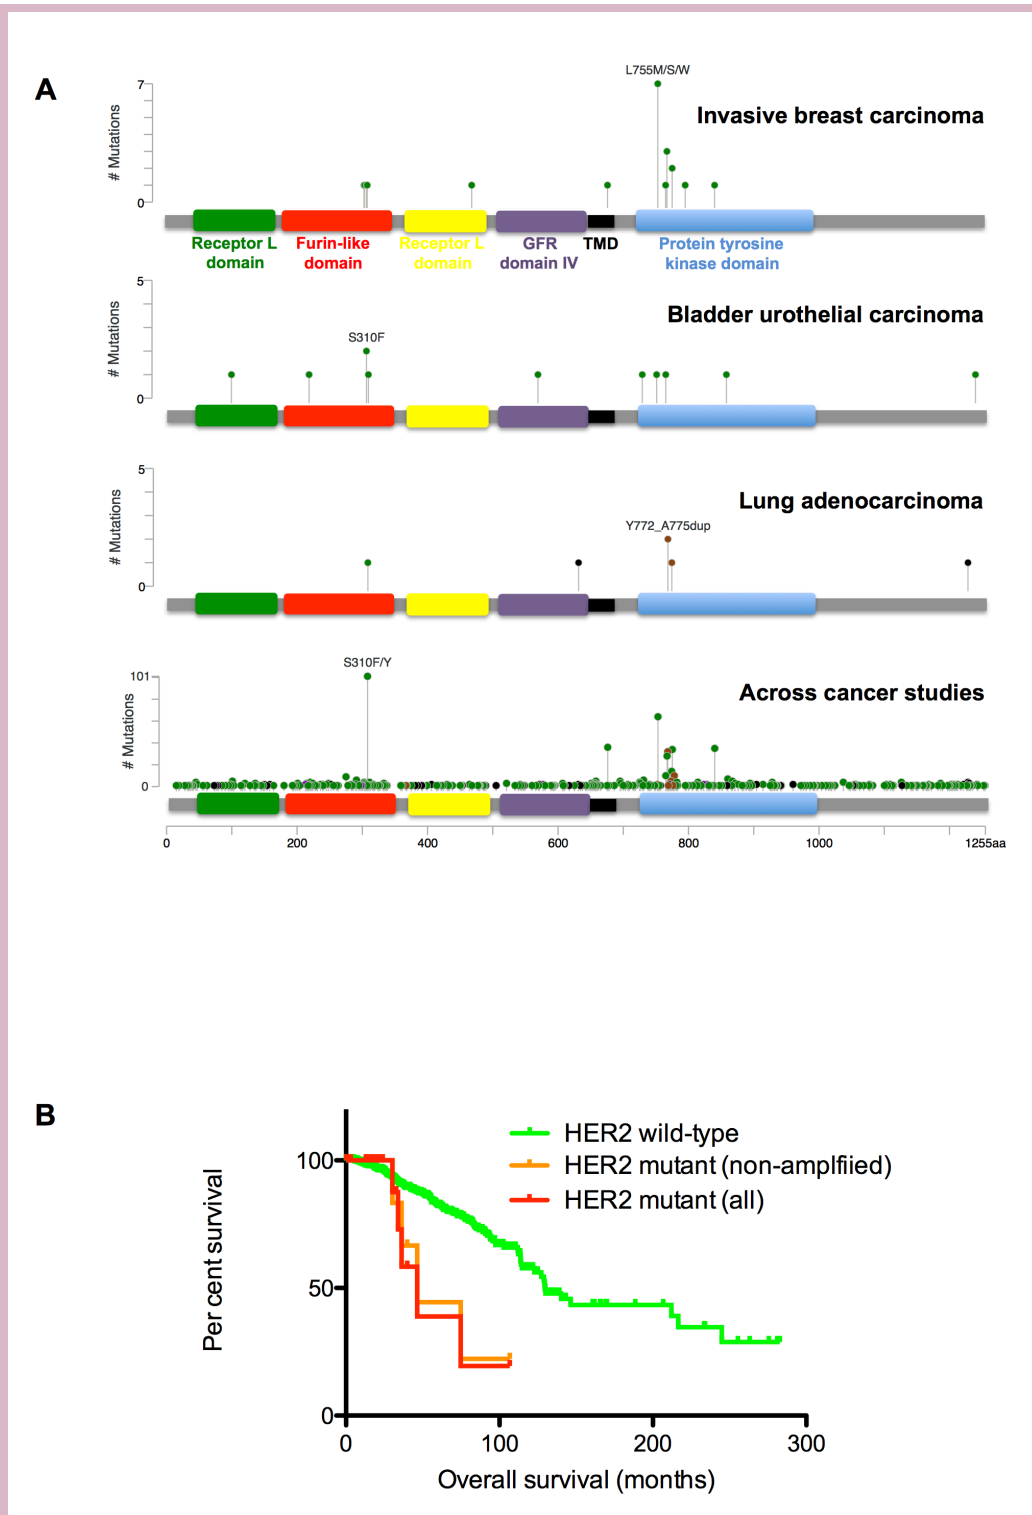 A
L755M/S/W
7
0
# Mutations
Invasive breast carcinoma
Receptor L
domain
Furin-like
domain
Receptor L
domain
GFR
domain IV
TMD
Protein tyrosine
kinase domain
5
0
# Mutations
S310F
Bladder urothelial carcinoma
5
0
# Mutations
Y772_A775dup
Lung adenocarcinoma
101
0
# Mutations
S310F/Y
Across cancer studies
0 200 400 600 800 1000 1255aa
B
HER2 wild-type
HER2 mutant (non-amplfiied)
HER2 mutant (all)
Per cent survival
100
50
0
0 100 200 300
Overall survival (months)